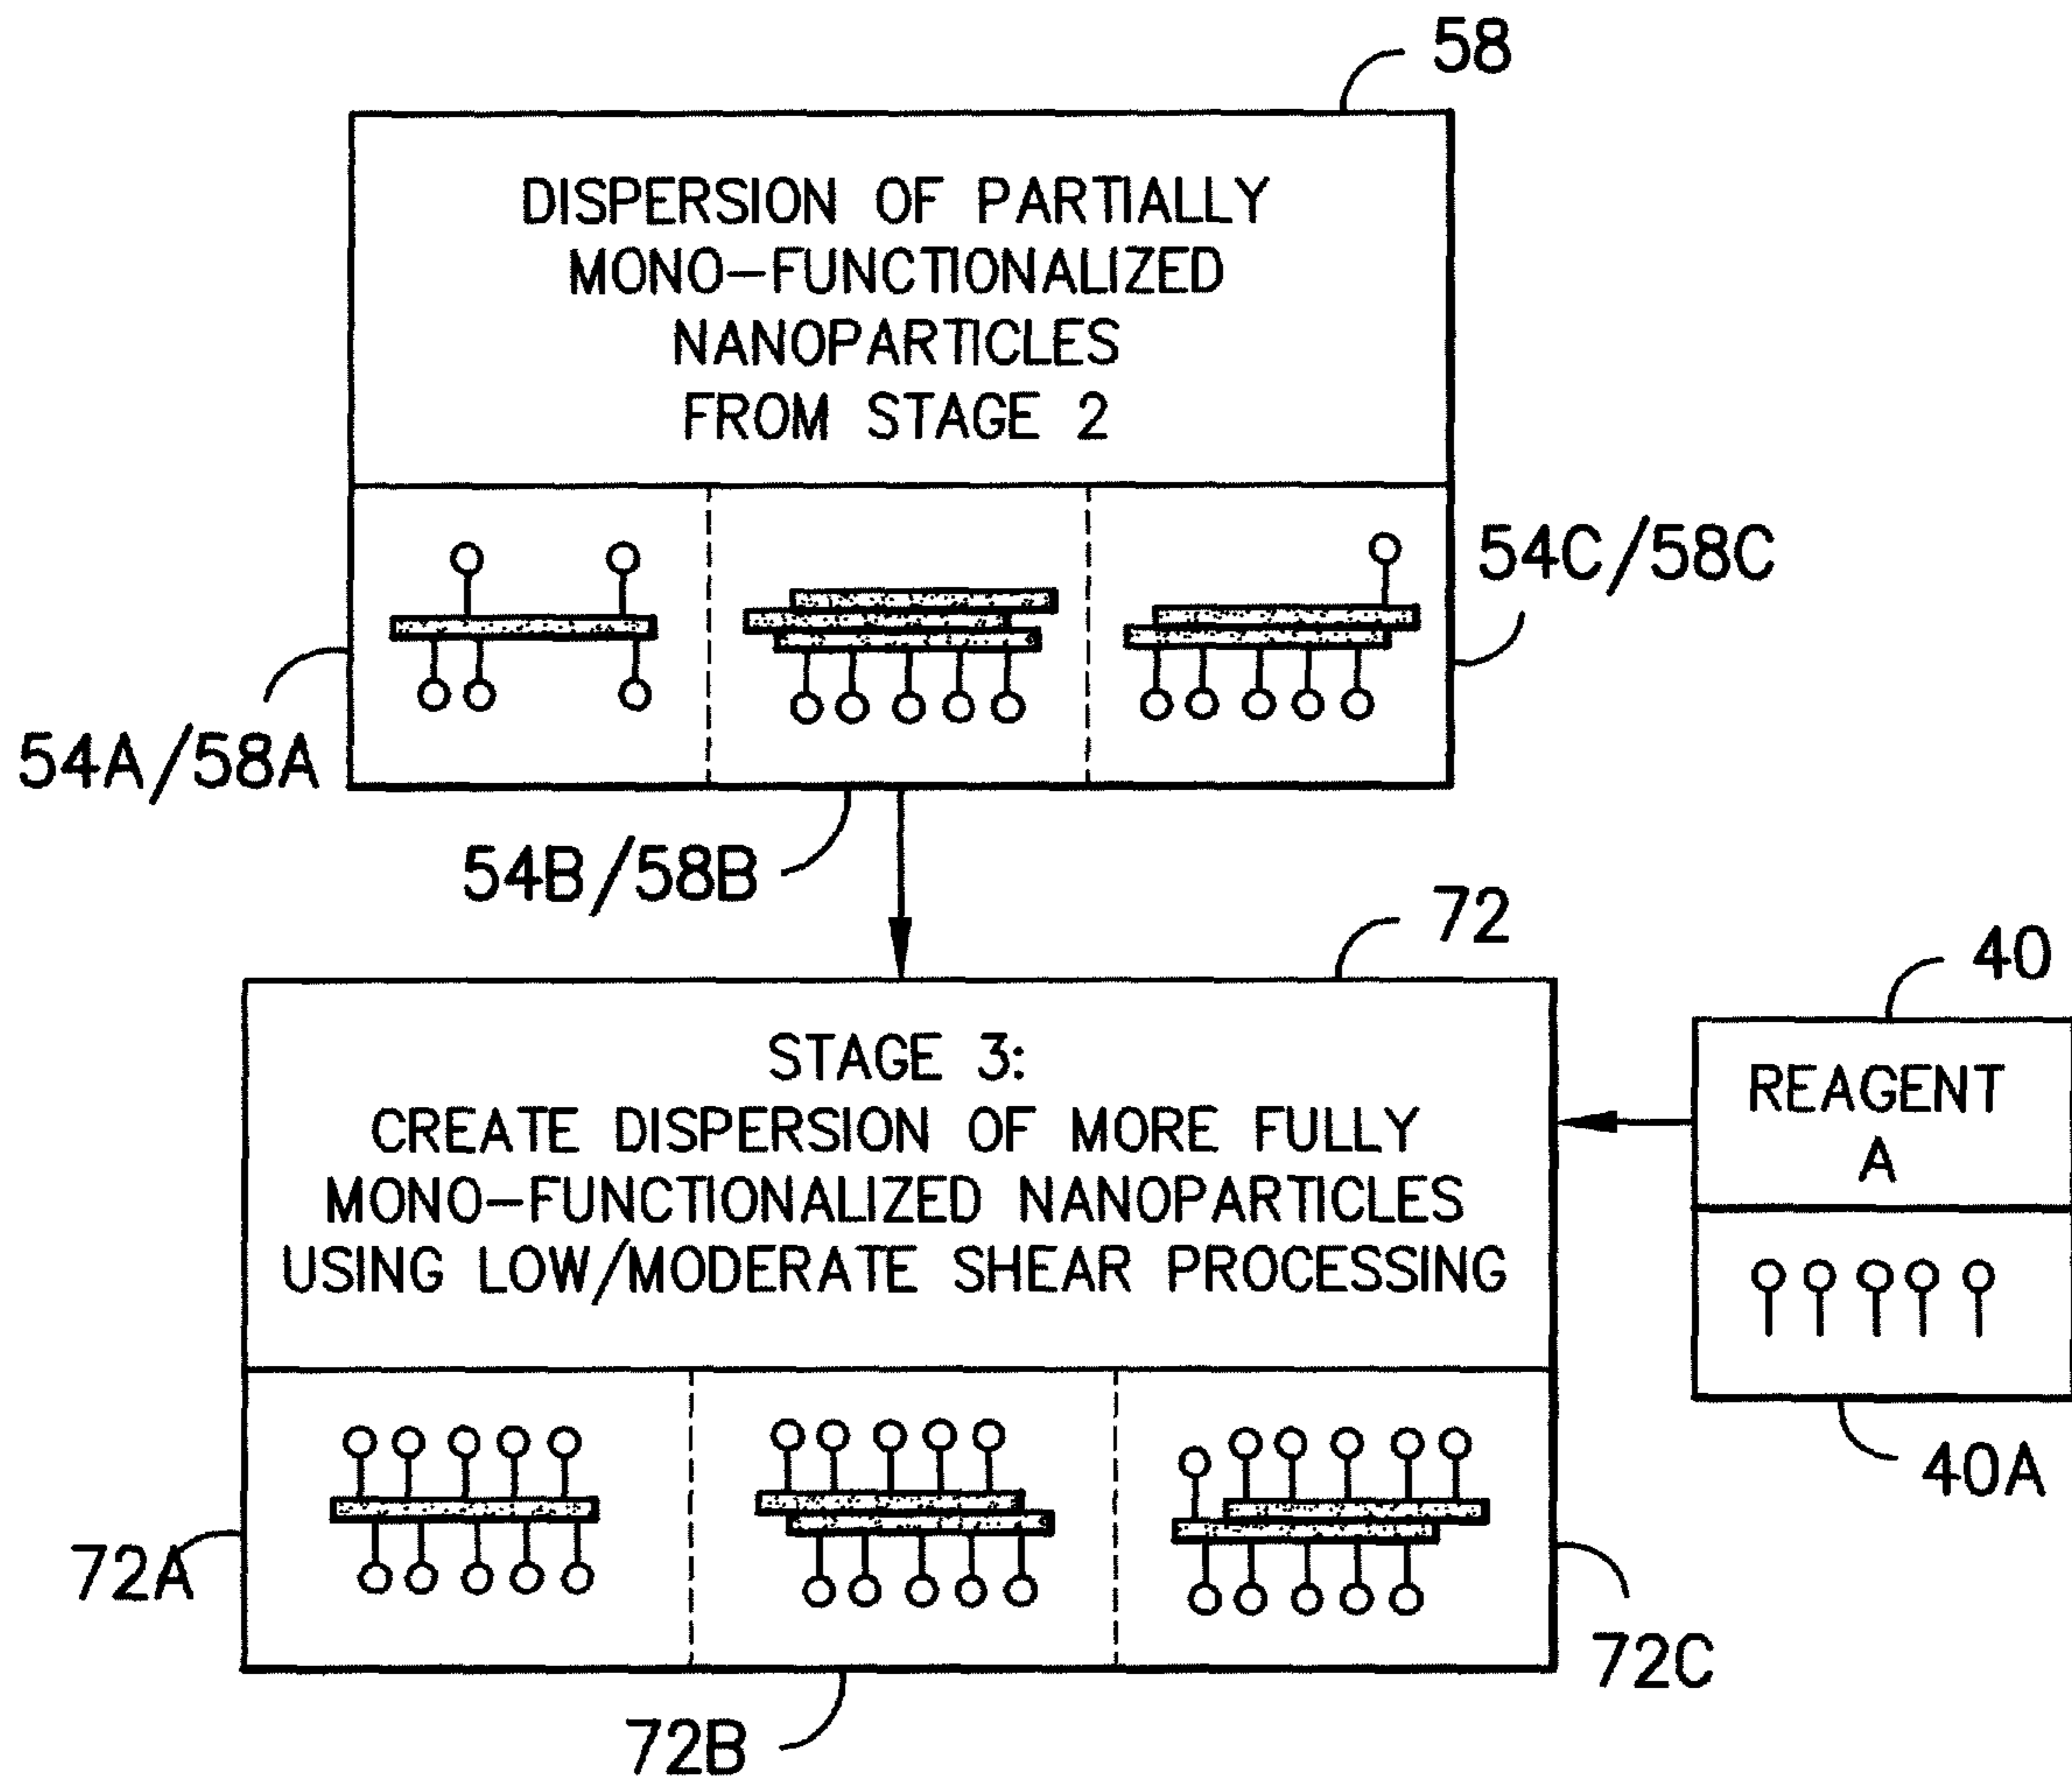 58
DISPERSION OF PARTIALLY
MONO-FUNCTIONALIZED
NANOPARTICLES
FROM STAGE 2
54C/58C
54A/58A
54B/58B
72
STAGE 3:
CREATE DISPERSION OF MORE FULLY
MONO-FUNCTIONALIZED NANOPARTICLES
USING LOW/MODERATE SHEAR PROCESSING
40
REAGENT
A
40A
72A
72B
72C